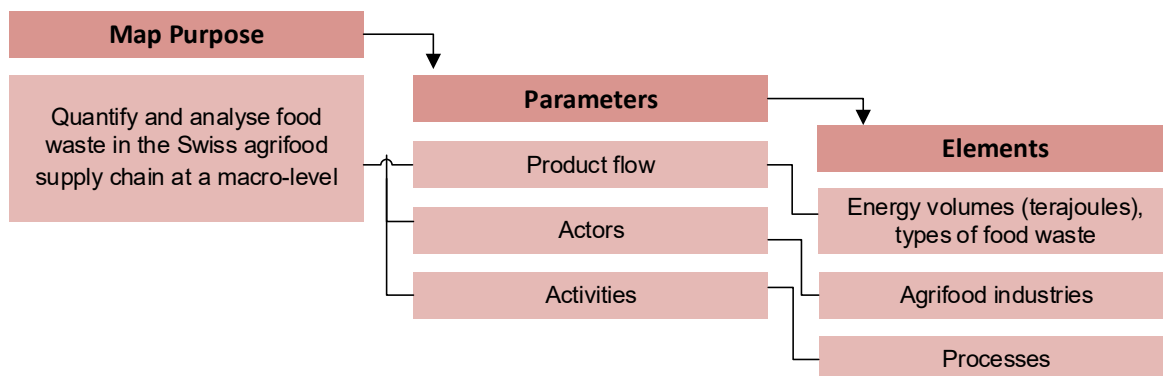 Map Purpose
Quantify and analyse food
waste in the Swiss agrifood
supply chain at a macro-level
Parameters
Product flow
Actors
Activities
Elements
Energy volumes (terajoules),
types of food waste
Agrifood industries
Processes